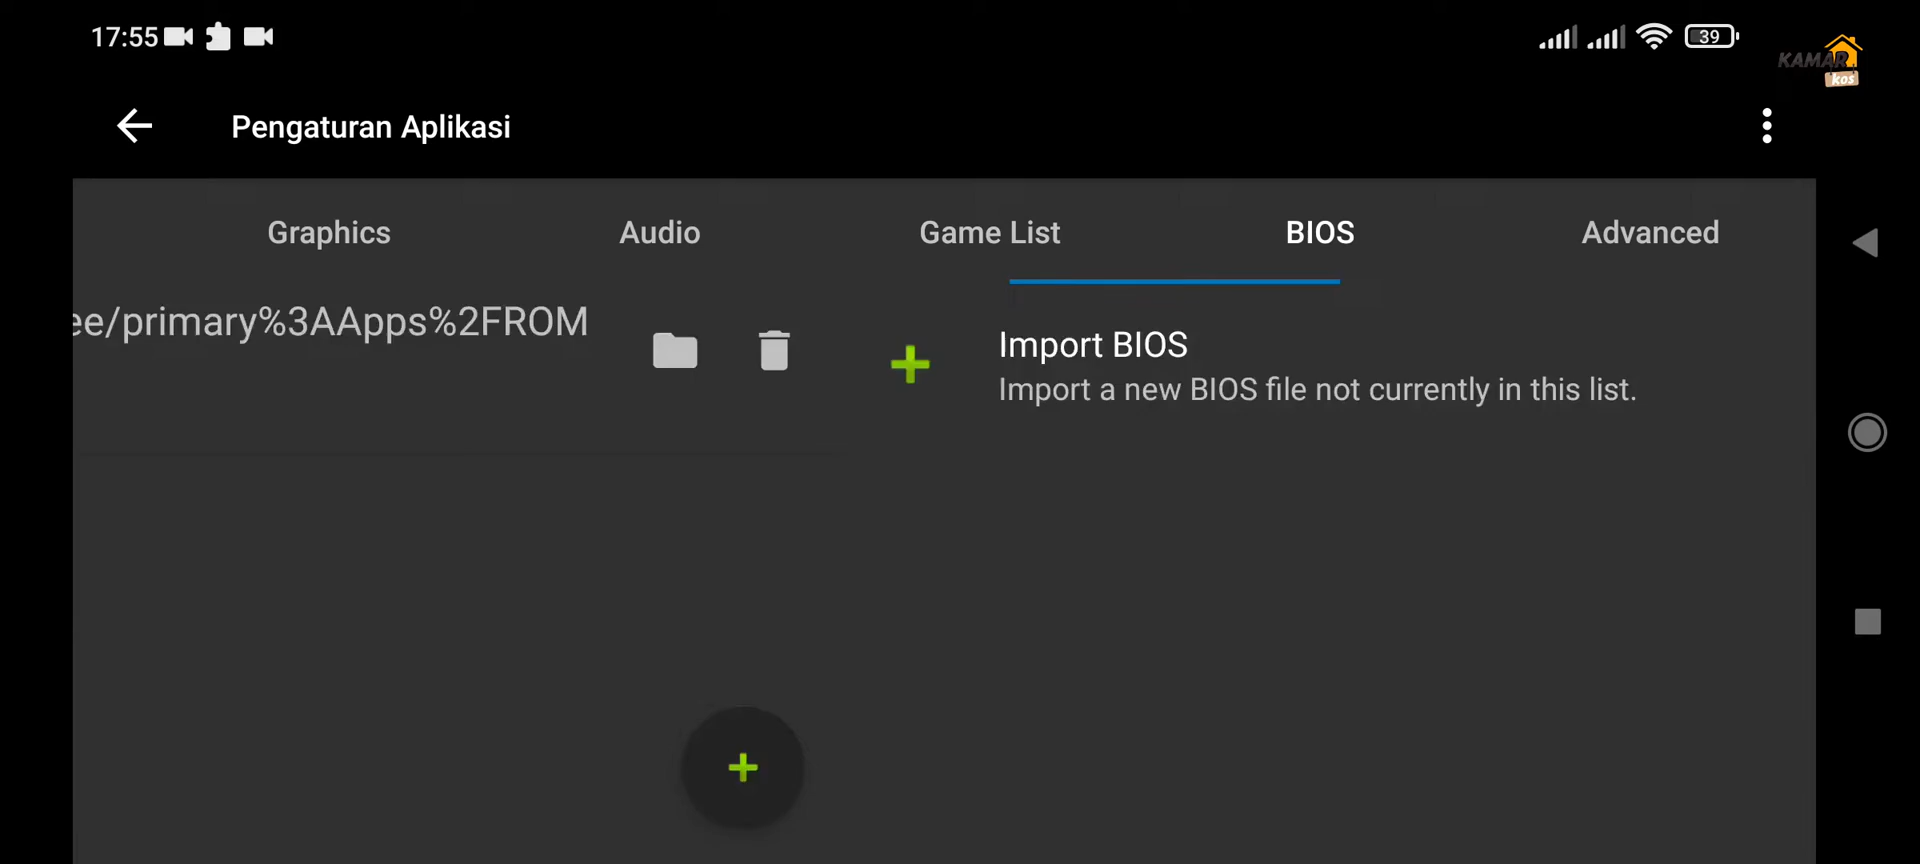 17:55
39
KAMAR
kos
Pengaturan Aplikasi
Graphics
Audio
Game List
BIOS
Advanced
ee/primary%3AApps%2FROM
Import BIOS
Import a new BIOS file not currently in this list.